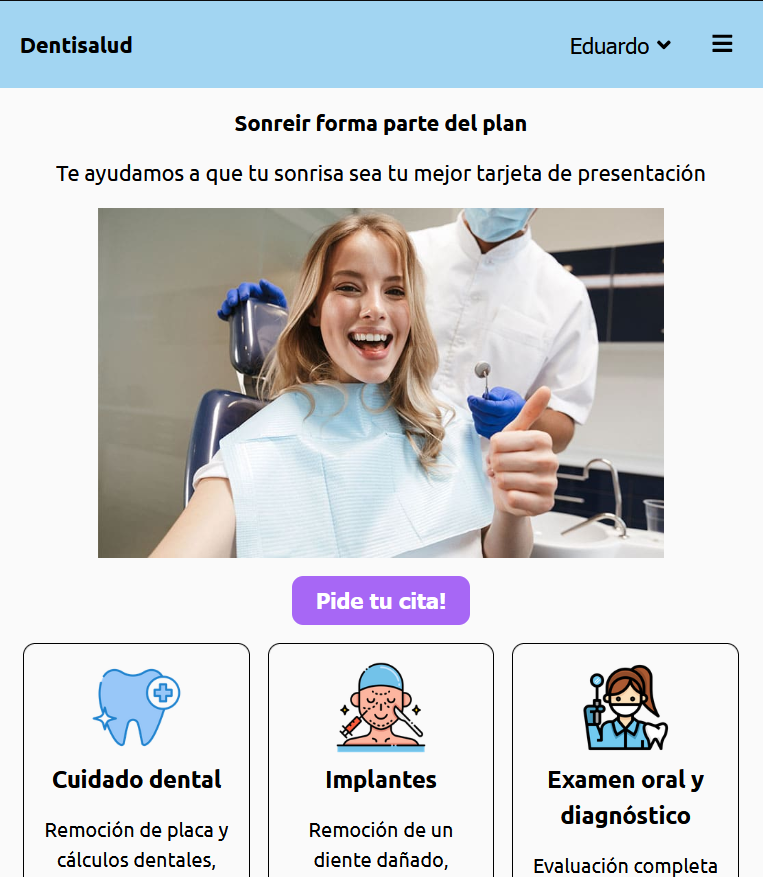 Dentisalud
Eduardo
Sonreir forma parte del plan
Te ayudamos a que tu sonrisa sea tu mejor tarjeta de presentación
Pide tu cita!
Cuidado dental
Remoción de placa y
cálculos dentales,
Implantes
Remoción de un
diente dañado,
Examen oral y
diagnóstico
Evaluación completa